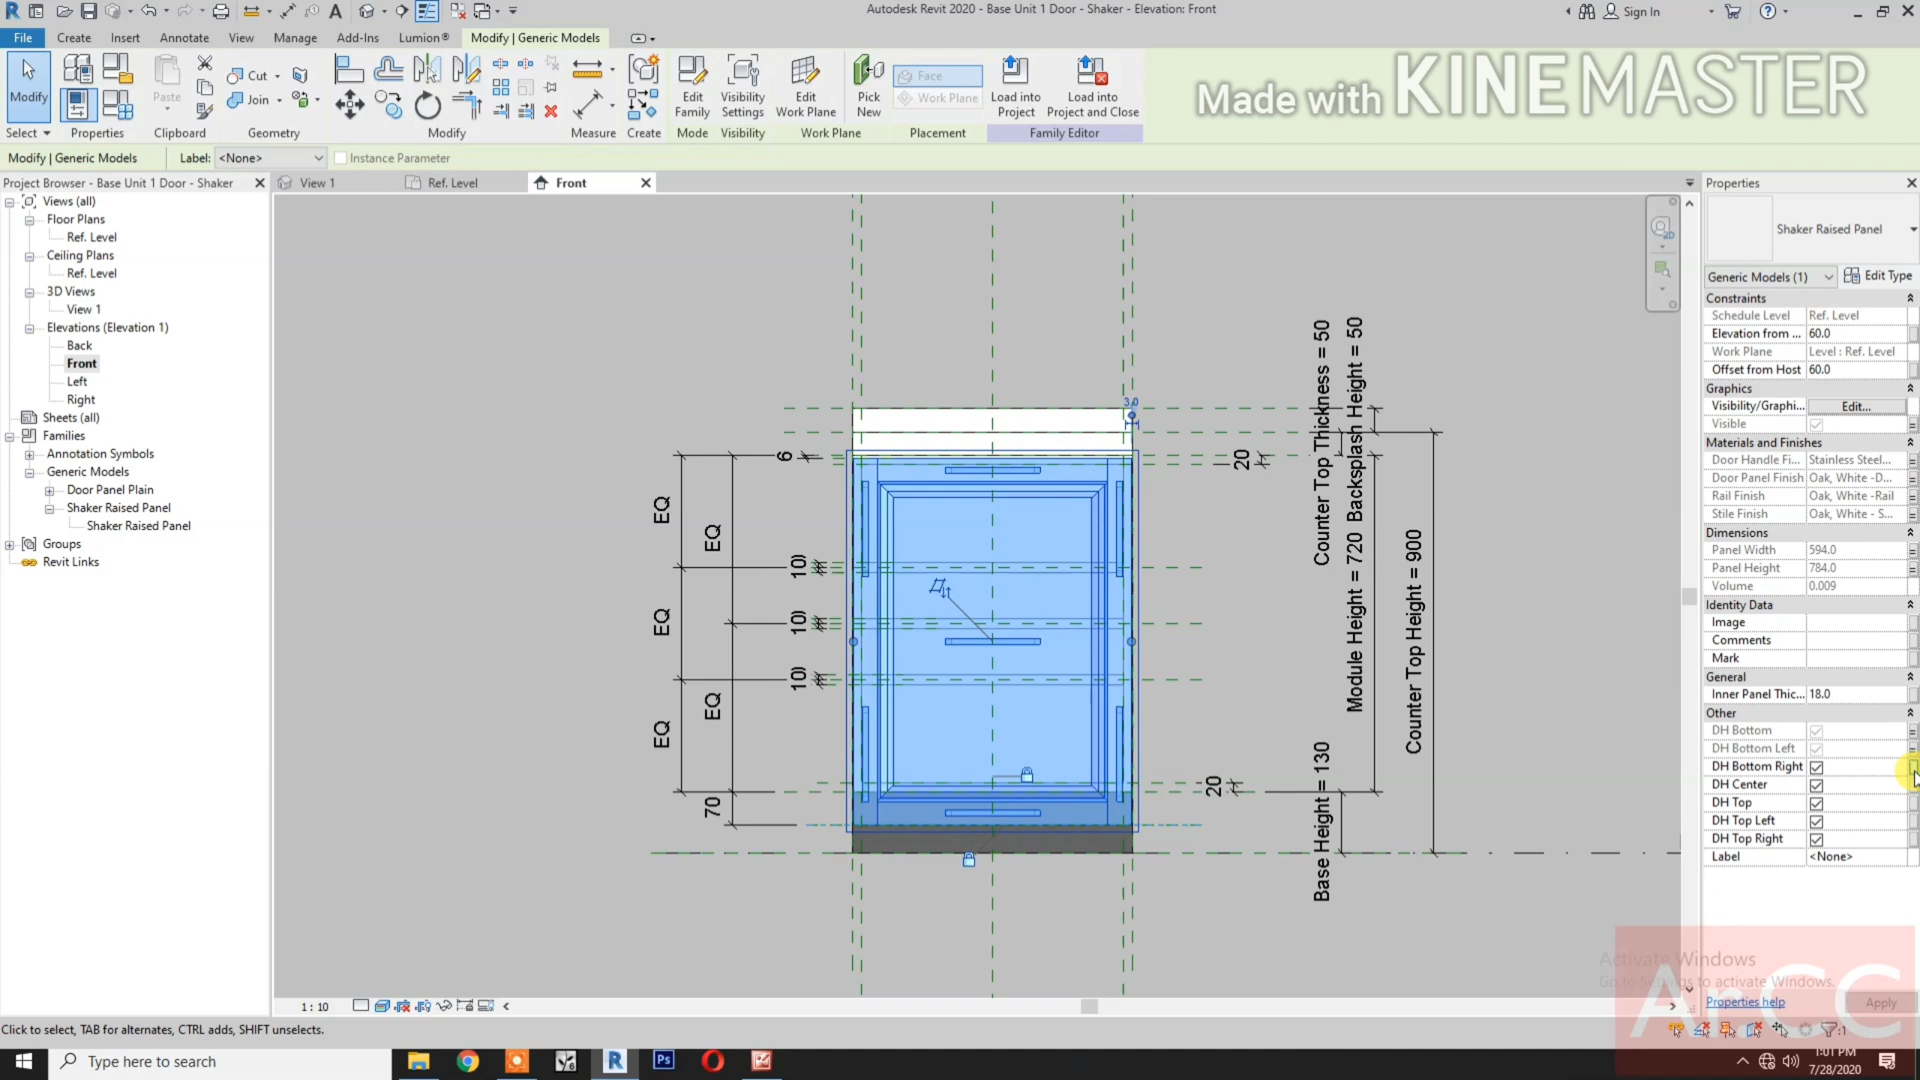 Autodesk Revit 2020 - Base Unit 1 Door - Shaker - Elevation: Front
Sign In
File
Create
Insert
Annotate
View
Manage
Add-Ins
Lumion®
Modify | Generic Models
Modify
Paste
Cut
Join
Edit Family
Visibility Settings
Edit Work Plane
Pick New
Face
Work Plane
Load into Project
Load into Project and Close
Select
Properties
Clipboard
Geometry
Modify
Measure
Create
Mode
Visibility
Work Plane
Placement
Family Editor
Made with KINEMASTER
Modify | Generic Models
Label:
<None>
Instance Parameter
Project Browser - Base Unit 1 Door - Shaker
View 1
Ref. Level
Front
Properties
Views (all)
Floor Plans
Ref. Level
Ceiling Plans
Ref. Level
3D Views
View 1
Elevations (Elevation 1)
Back
Front
Left
Right
Sheets (all)
Families
Annotation Symbols
Generic Models
Door Panel Plain
Shaker Raised Panel
Shaker Raised Panel
Groups
Revit Links
3.0
6
20
EQ
EQ
10
10
EQ
10
EQ
EQ
70
20
Counter Top Thickness = 50
Backsplash Height = 50
Module Height = 720
Counter Top Height = 900
Base Height = 130
Shaker Raised Panel
Generic Models (1)
Edit Type
Constraints
Schedule Level Ref. Level
Elevation from ... 60.0
Work Plane Level : Ref. Level
Offset from Host 60.0
Graphics
Visibility/Graphi... Edit...
Visible
Materials and Finishes
Door Handle Fi... Stainless Steel...
Door Panel Finish Oak, White -D...
Rail Finish Oak, White -Rail
Stile Finish Oak, White - S...
Dimensions
Panel Width 594.0
Panel Height 784.0
Volume 0.009
Identity Data
Image
Comments
Mark
General
Inner Panel Thic... 18.0
Other
DH Bottom
DH Bottom Left
DH Bottom Right
DH Center
DH Top
DH Top Left
DH Top Right
Label <None>
Activate Windows
Go to Settings to activate Windows.
Properties help
Apply
ArCC
1 : 10
Click to select, TAB for alternates, CTRL adds, SHIFT unselects.
:1
Type here to search
R
Ps
1:01 PM
7/28/2020